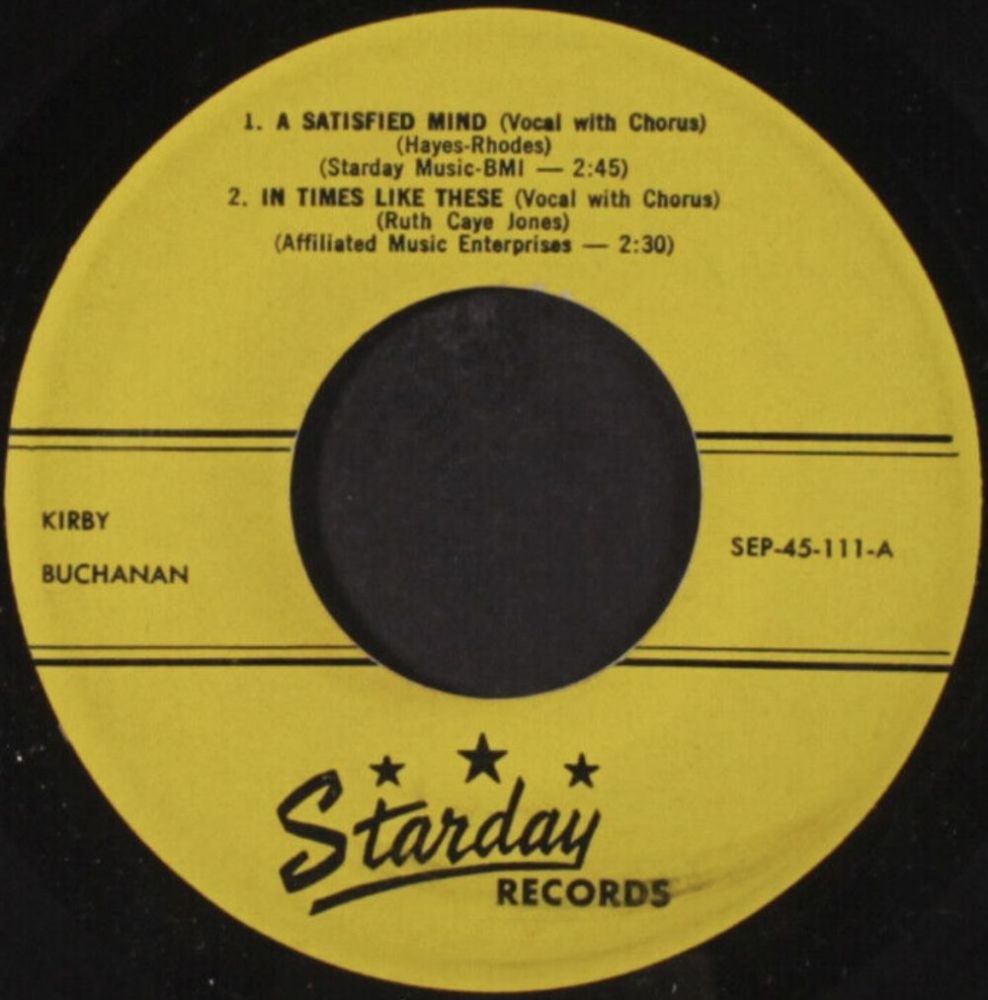 1. A SATISFIED MIND (Vocal with Chorus)
(Hayes-Rhodes)
(Starday Music-BMI — 2:45)
2. IN TIMES LIKE THESE (Vocal with Chorus)
(Ruth Caye Jones)
(Affiliated Music Enterprises — 2:30)
KIRBY
BUCHANAN
SEP-45-111-A
Starday
RECORDS